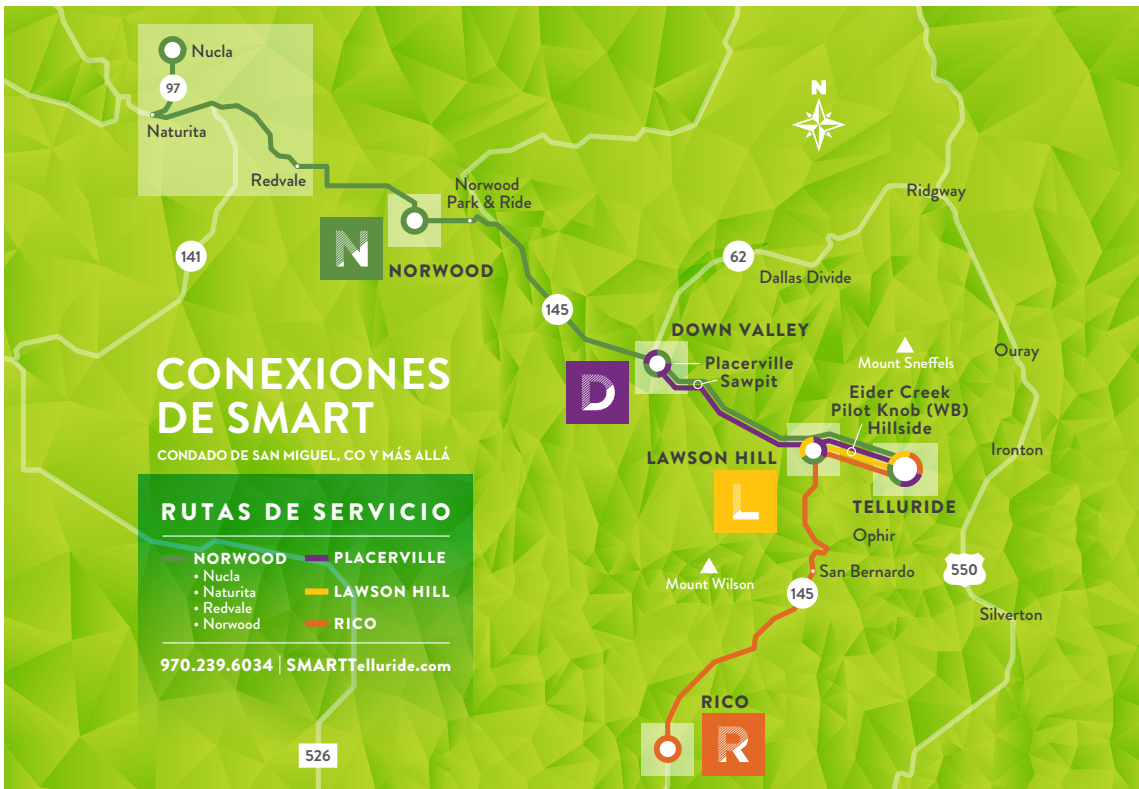 Nucla
97
Naturita
Redvale
Norwood
Park & Ride
N
NORWOOD
141
N
Ridgway
62
Dallas Divide
145
DOWN VALLEY
Placerville
Sawpit
D
Mount Sneffels
Ouray
Eider Creek
Pilot Knob (WB)
Hillside
Ironton
LAWSON HILL
L
TELLURIDE
Ophir
San Bernardo
550
Mount Wilson
145
Silverton
RICO
R
CONEXIONES
DE SMART
CONDADO DE SAN MIGUEL, CO Y MÁS ALLÁ
RUTAS DE SERVICIO
NORWOOD
• Nucla
• Naturita
• Redvale
• Norwood
PLACERVILLE
LAWSON HILL
RICO
970.239.6034 | SMARTTelluride.com
526